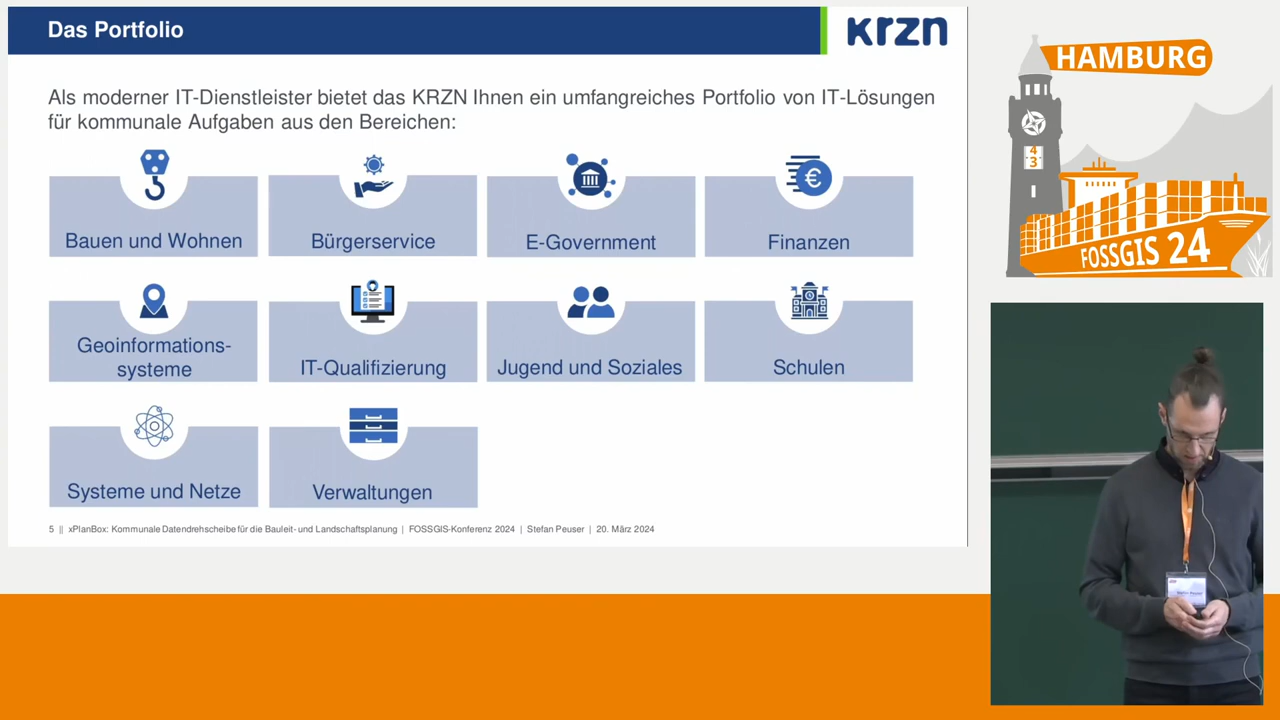 Das Portfolio
krzn
Als moderner IT-Dienstleister bietet das KRZN Ihnen ein umfangreiches Portfolio von IT-Lösungen
für kommunale Aufgaben aus den Bereichen:
Bauen und Wohnen
Bürgerservice
E-Government
Finanzen
Geoinformations-
systeme
IT-Qualifizierung
Jugend und Soziales
Schulen
Systeme und Netze
Verwaltungen
5 || xPlanBox: Kommunale Datendrehscheibe für die Bauleit- und Landschaftsplanung | FOSSGIS-Konferenz 2024 | Stefan Peuser | 20. März 2024
HAMBURG
4
3
FOSSGIS 24